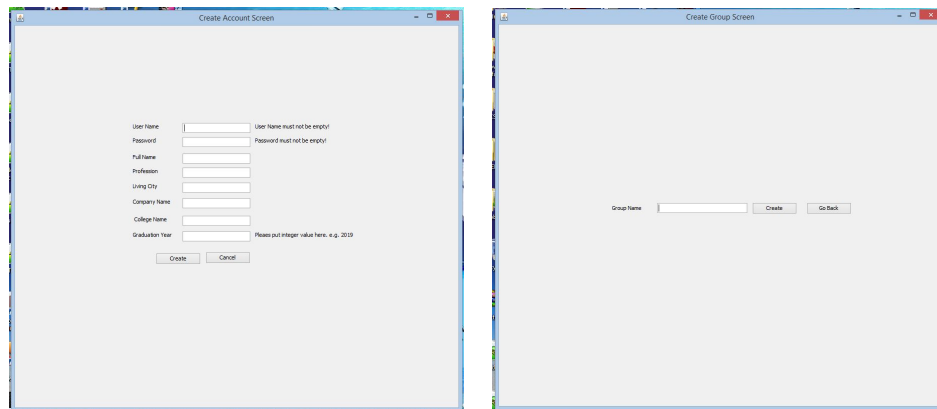 Create Account Screen
User Name User Name must not be empty!
Password Password must not be empty!
Full Name
Profession
Living City
Company Name
College Name
Graduation Year Pleaes put integer value here. e.g. 2019
Create Cancel
Create Group Screen
Group Name Create Go Back